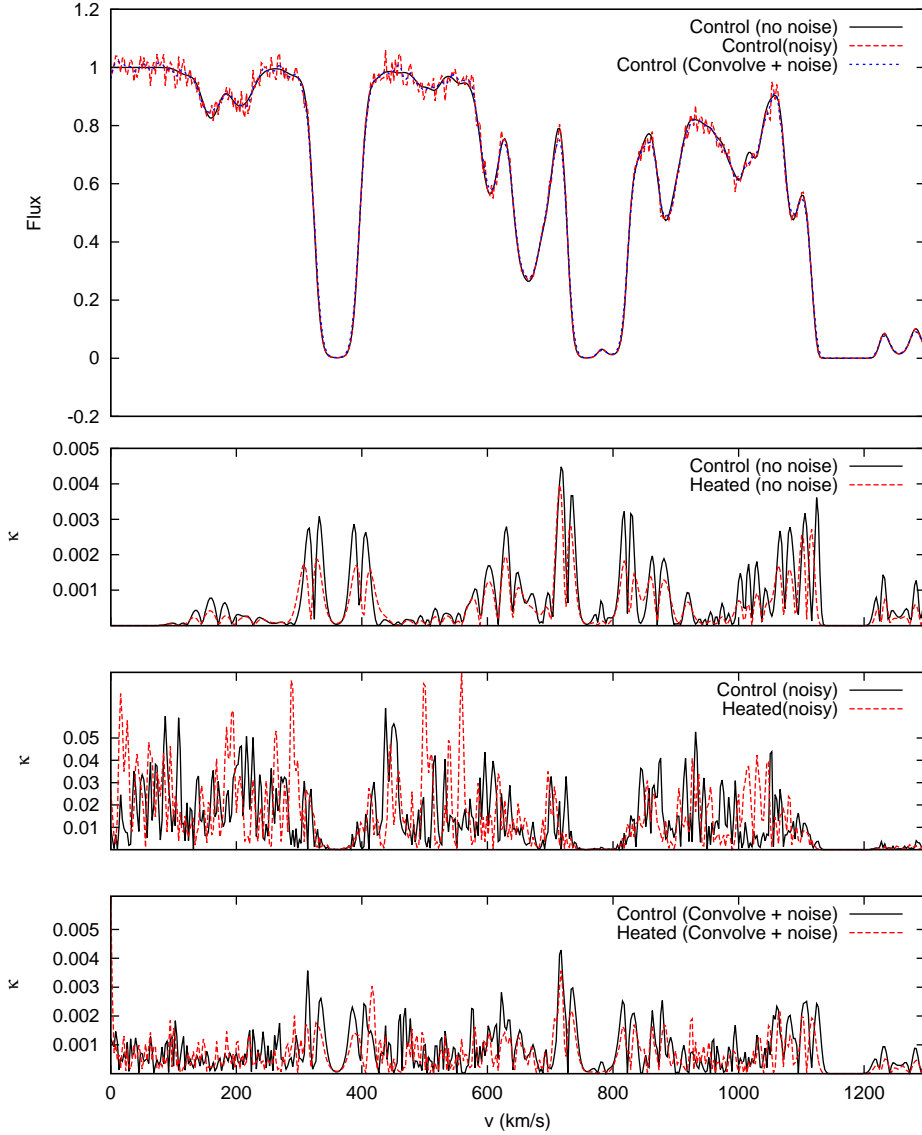 1.2
1
0.8
0.6
0.4
0.2
0
-0.2
Flux
Control (no noise)
Control(noisy)
Control (Convolve + noise)
0.005
0.004
0.003
0.002
0.001
κ
Control (no noise)
Heated (no noise)
0.05
0.04
0.03
0.02
0.01
κ
Control (noisy)
Heated(noisy)
0.005
0.004
0.003
0.002
0.001
κ
Control (Convolve + noise)
Heated (Convolve + noise)
0 200 400 600 800 1000 1200
v (km/s)